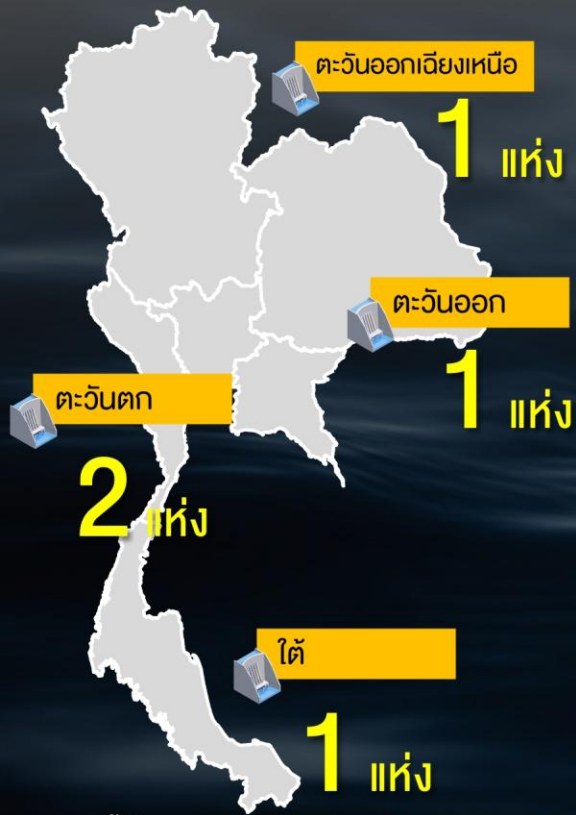 ตะวันออกเฉียงเหนือ
1 แห่ง
ตะวันออก
1 แห่ง
ตะวันตก
2 แห่ง
ใต้
1 แห่ง